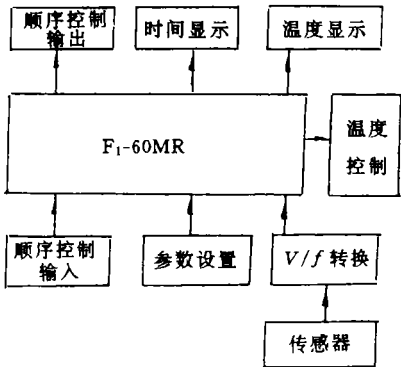 顺序控制
输出
时间显示
温度显示
F₁-60MR
温度
控制
顺序控制
输入
参数设置
V/f 转换
传感器